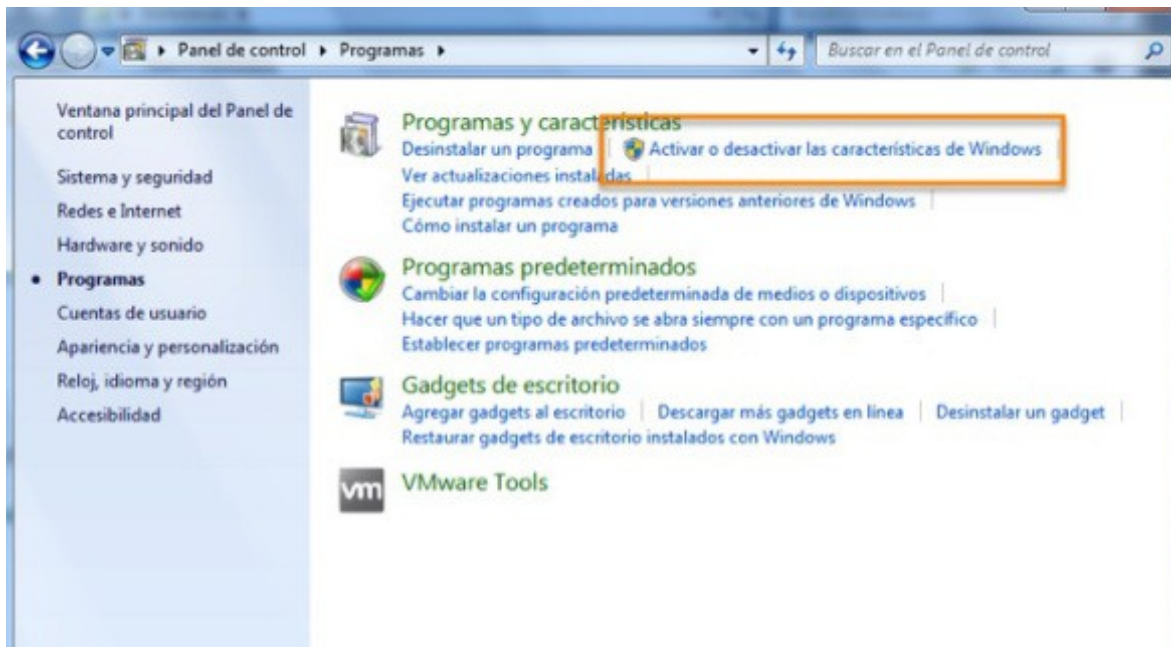 Panel de control Programas
Buscar en el Panel de control
Ventana principal del Panel de
control
Sistema y seguridad
Redes e Internet
Hardware y sonido
Programas
Cuentas de usuario
Apariencia y personalización
Reloj, idioma y región
Accesibilidad
Programas y características
Desinstalar un programa Activar o desactivar las características de Windows
Ver actualizaciones instaladas
Ejecutar programas creados para versiones anteriores de Windows
Cómo instalar un programa
Programas predeterminados
Cambiar la configuración predeterminada de medios o dispositivos
Hacer que un tipo de archivo se abra siempre con un programa específico
Establecer programas predeterminados
Gadgets de escritorio
Agregar gadgets al escritorio Descargar más gadgets en línea Desinstalar un gadget
Restaurar gadgets de escritorio instalados con Windows
vm VMware Tools